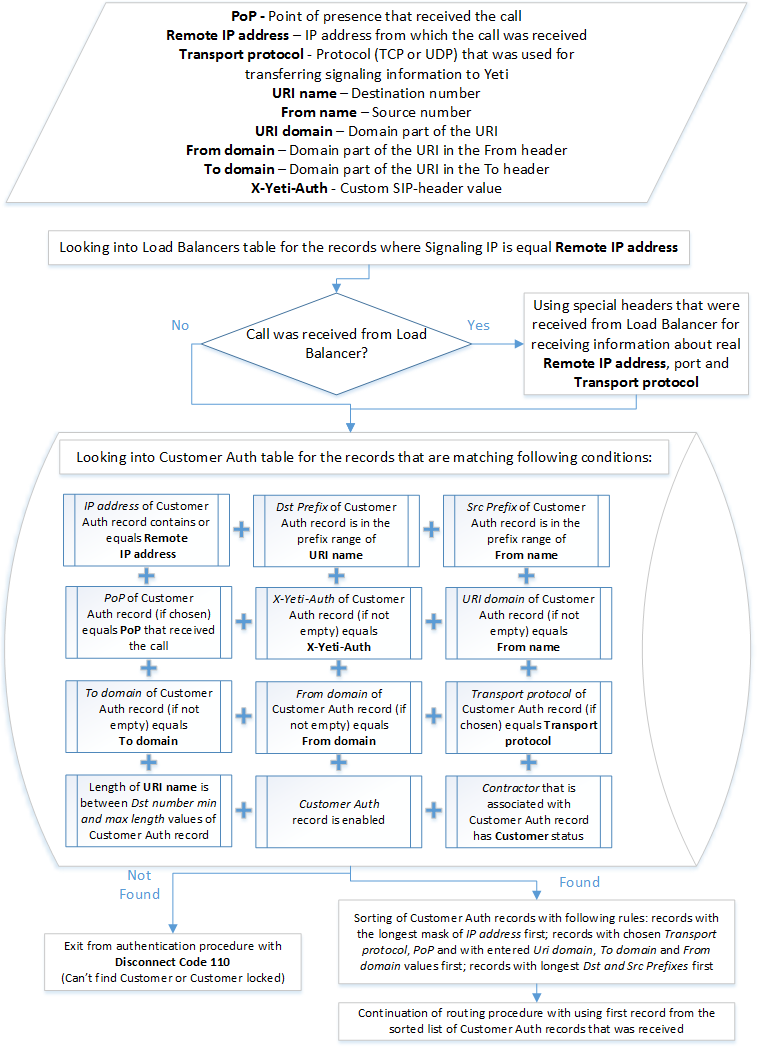 PoP - Point of presence that received the call
Remote IP address – IP address from which the call was received
Transport protocol - Protocol (TCP or UDP) that was used for
transferring signaling information to Yeti
URI name – Destination number
From name – Source number
URI domain – Domain part of the URI
From domain – Domain part of the URI in the From header
To domain – Domain part of the URI in the To header
X-Yeti-Auth - Custom SIP-header value
Looking into Load Balancers table for the records where Signaling IP is equal Remote IP address
No
Call was received from Load
Balancer?
Yes
Using special headers that were
received from Load Balancer for
receiving information about real
Remote IP address, port and
Transport protocol
Looking into Customer Auth table for the records that are matching following conditions:
IP address of Customer
Auth record contains or
equals Remote
IP address
Dst Prefix of Customer
Auth record is in the
prefix range of
URI name
Src Prefix of Customer
Auth record is in the
prefix range of
From name
PoP of Customer
Auth record (if chosen)
equals PoP that received
the call
X-Yeti-Auth of Customer
Auth record (if not
empty) equals
X-Yeti-Auth
URI domain of Customer
Auth record (if not
empty) equals
From name
To domain of Customer
Auth record (if not
empty) equals
To domain
From domain of
Customer Auth record (if
not empty) equals
From domain
Transport protocol of
Customer Auth record (if
chosen) equals Transport
protocol
Length of URI name is
between Dst number min
and max length values of
Customer Auth record
Customer Auth
record is enabled
Contractor that is
associated with
Customer Auth record
has Customer status
Not
Found
Found
Exit from authentication procedure with
Disconnect Code 110
(Can't find Customer or Customer locked)
Sorting of Customer Auth records with following rules: records with
the longest mask of IP address first; records with chosen Transport
protocol, PoP and with entered Uri domain, To domain and From
domain values first; records with longest Dst and Src Prefixes first
Continuation of routing procedure with using first record from the
sorted list of Customer Auth records that was received